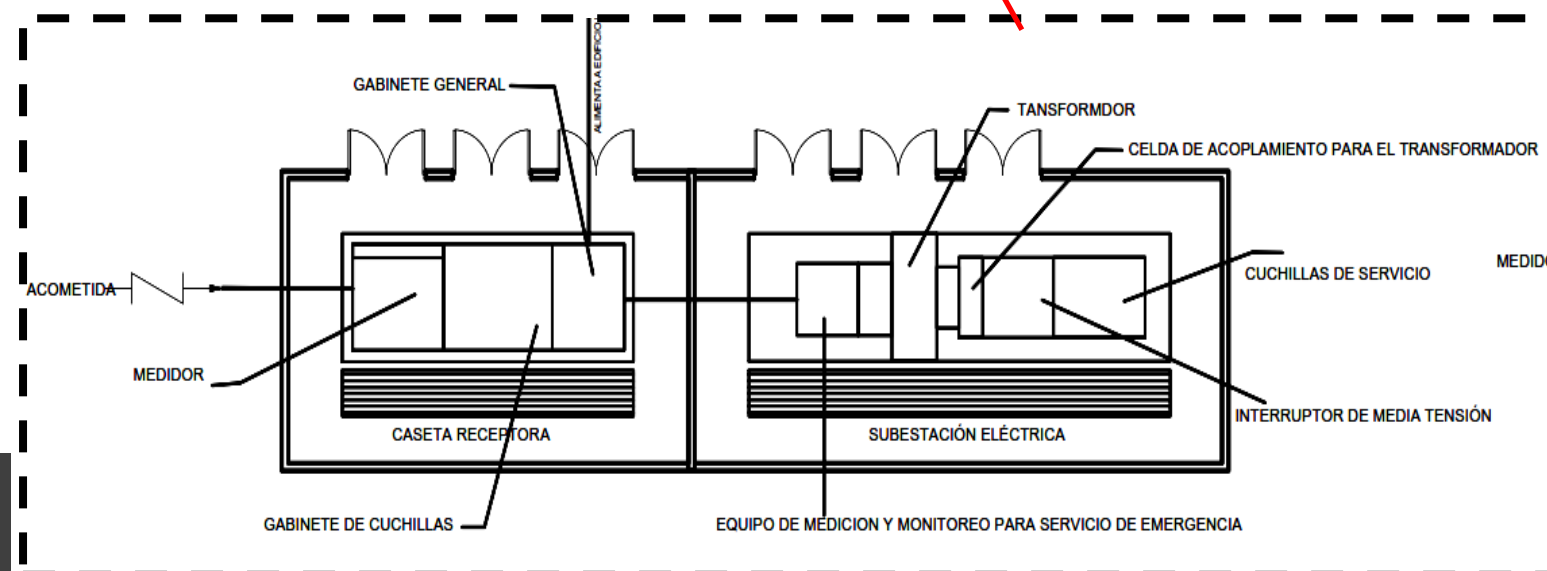 ALIMENTA A EDIFICIO
GABINETE GENERAL
TANSFORMDOR
CELDA DE ACOPLAMIENTO PARA EL TRANSFORMADOR
ACOMETIDA
CUCHILLAS DE SERVICIO
MEDIDO
MEDIDOR
INTERRUPTOR DE MEDIA TENSIÓN
CASETA RECEPTORA
SUBESTACIÓN ELÉCTRICA
GABINETE DE CUCHILLAS
EQUIPO DE MEDICION Y MONITOREO PARA SERVICIO DE EMERGENCIA